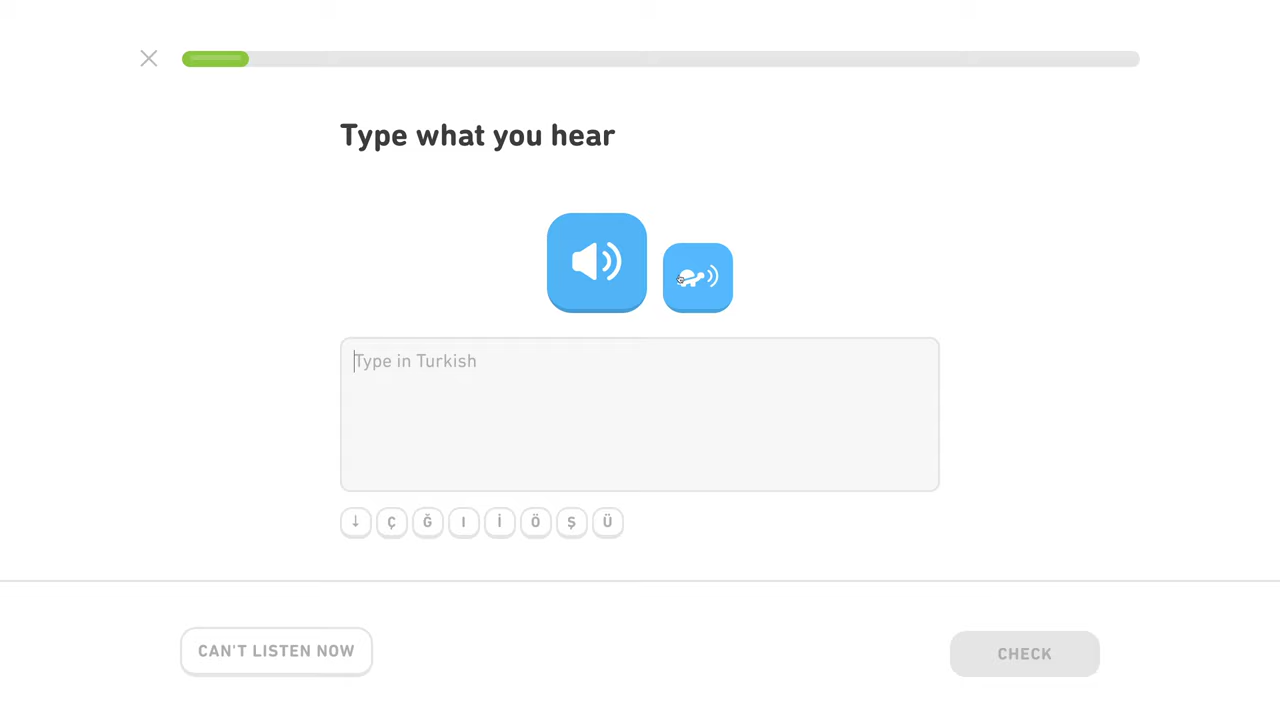 Type what you hear
Type in Turkish
↓ Ç Ğ I İ Ö Ş Ü
CAN'T LISTEN NOW
CHECK